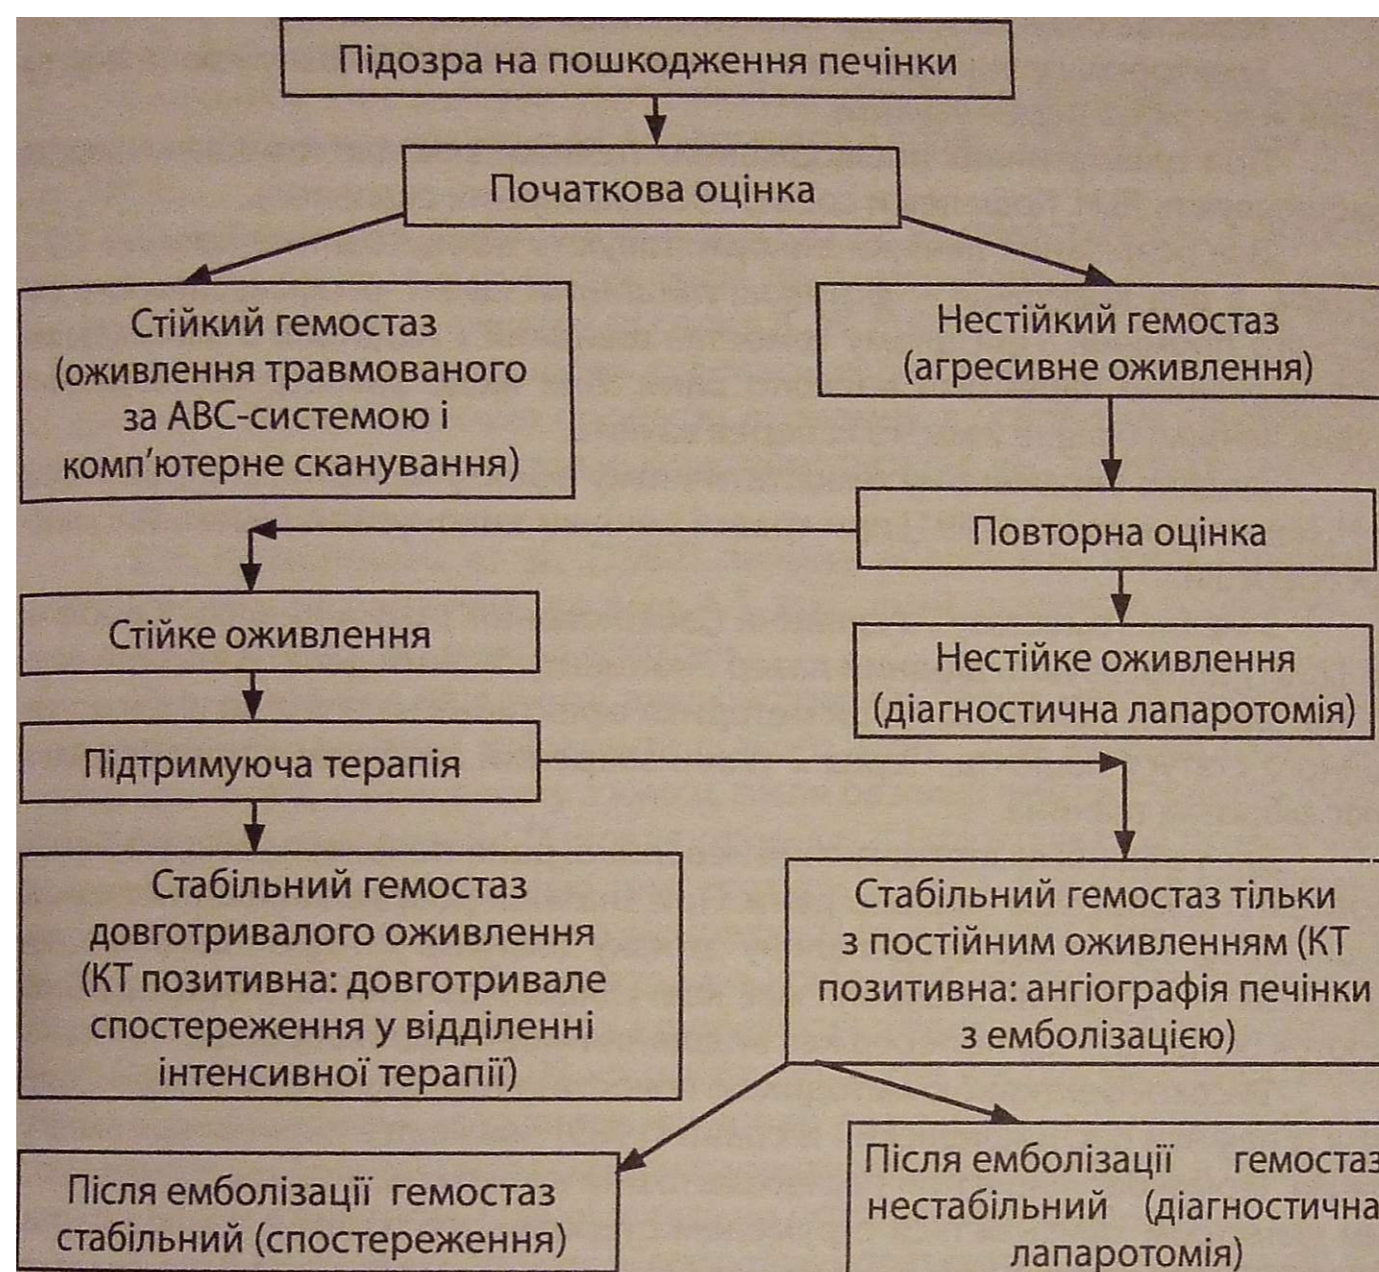 Підозра на пошкодження печінки
Початкова оцінка
Стійкий гемостаз
(оживлення травмованого
за АВС-системою і
комп'ютерне сканування)
Нестійкий гемостаз
(агресивне оживлення)
Повторна оцінка
Стійке оживлення
Нестійке оживлення
(діагностична лапаротомія)
Підтримуюча терапія
Стабільний гемостаз
довготривалого оживлення
(КТ позитивна: довготривале
спостереження у відділенні
інтенсивної терапії)
Стабільний гемостаз тільки
з постійним оживленням (КТ
позитивна: ангіографія печінки
з емболізацією)
Після емболізації гемостаз
стабільний (спостереження)
Після емболізації гемостаз
нестабільний (діагностична
лапаротомія)